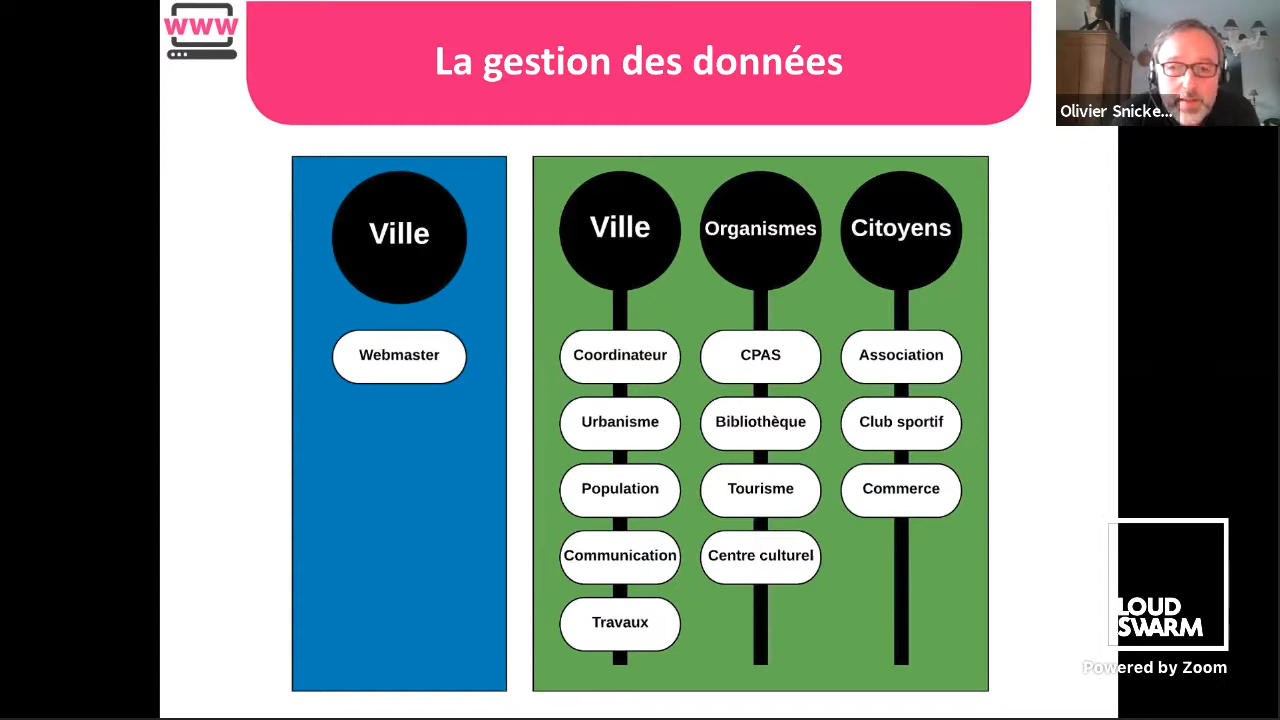 www
La gestion des données
Olivier Snicke...
Ville
Webmaster
Ville
Organismes
Citoyens
Coordinateur
CPAS
Association
Urbanisme
Bibliothèque
Club sportif
Population
Tourisme
Commerce
Communication
Centre culturel
Travaux
LOUD
SWARM
Powered by Zoom